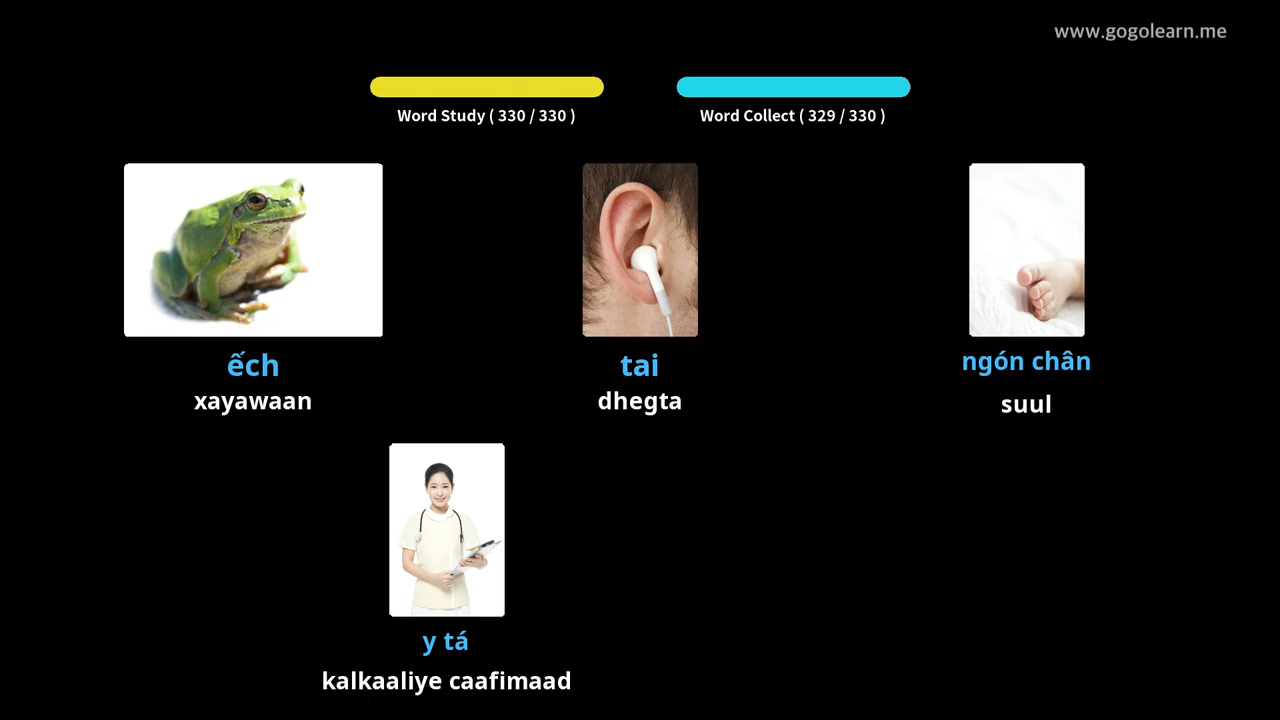 www.gogolearn.me
Word Study ( 330 / 330 )
Word Collect ( 329 / 330 )
ếch
xayawaan
tai
dhegta
ngón chân
suul
y tá
kalkaaliye caafimaad